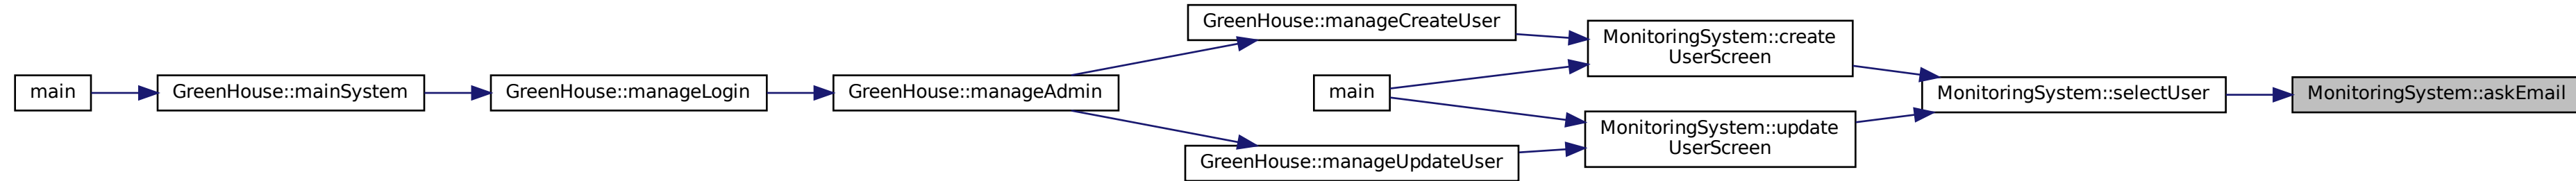 main
GreenHouse::mainSystem
GreenHouse::manageLogin
GreenHouse::manageAdmin
GreenHouse::manageCreateUser
main
GreenHouse::manageUpdateUser
MonitoringSystem::create
UserScreen
MonitoringSystem::update
UserScreen
MonitoringSystem::selectUser
MonitoringSystem::askEmail